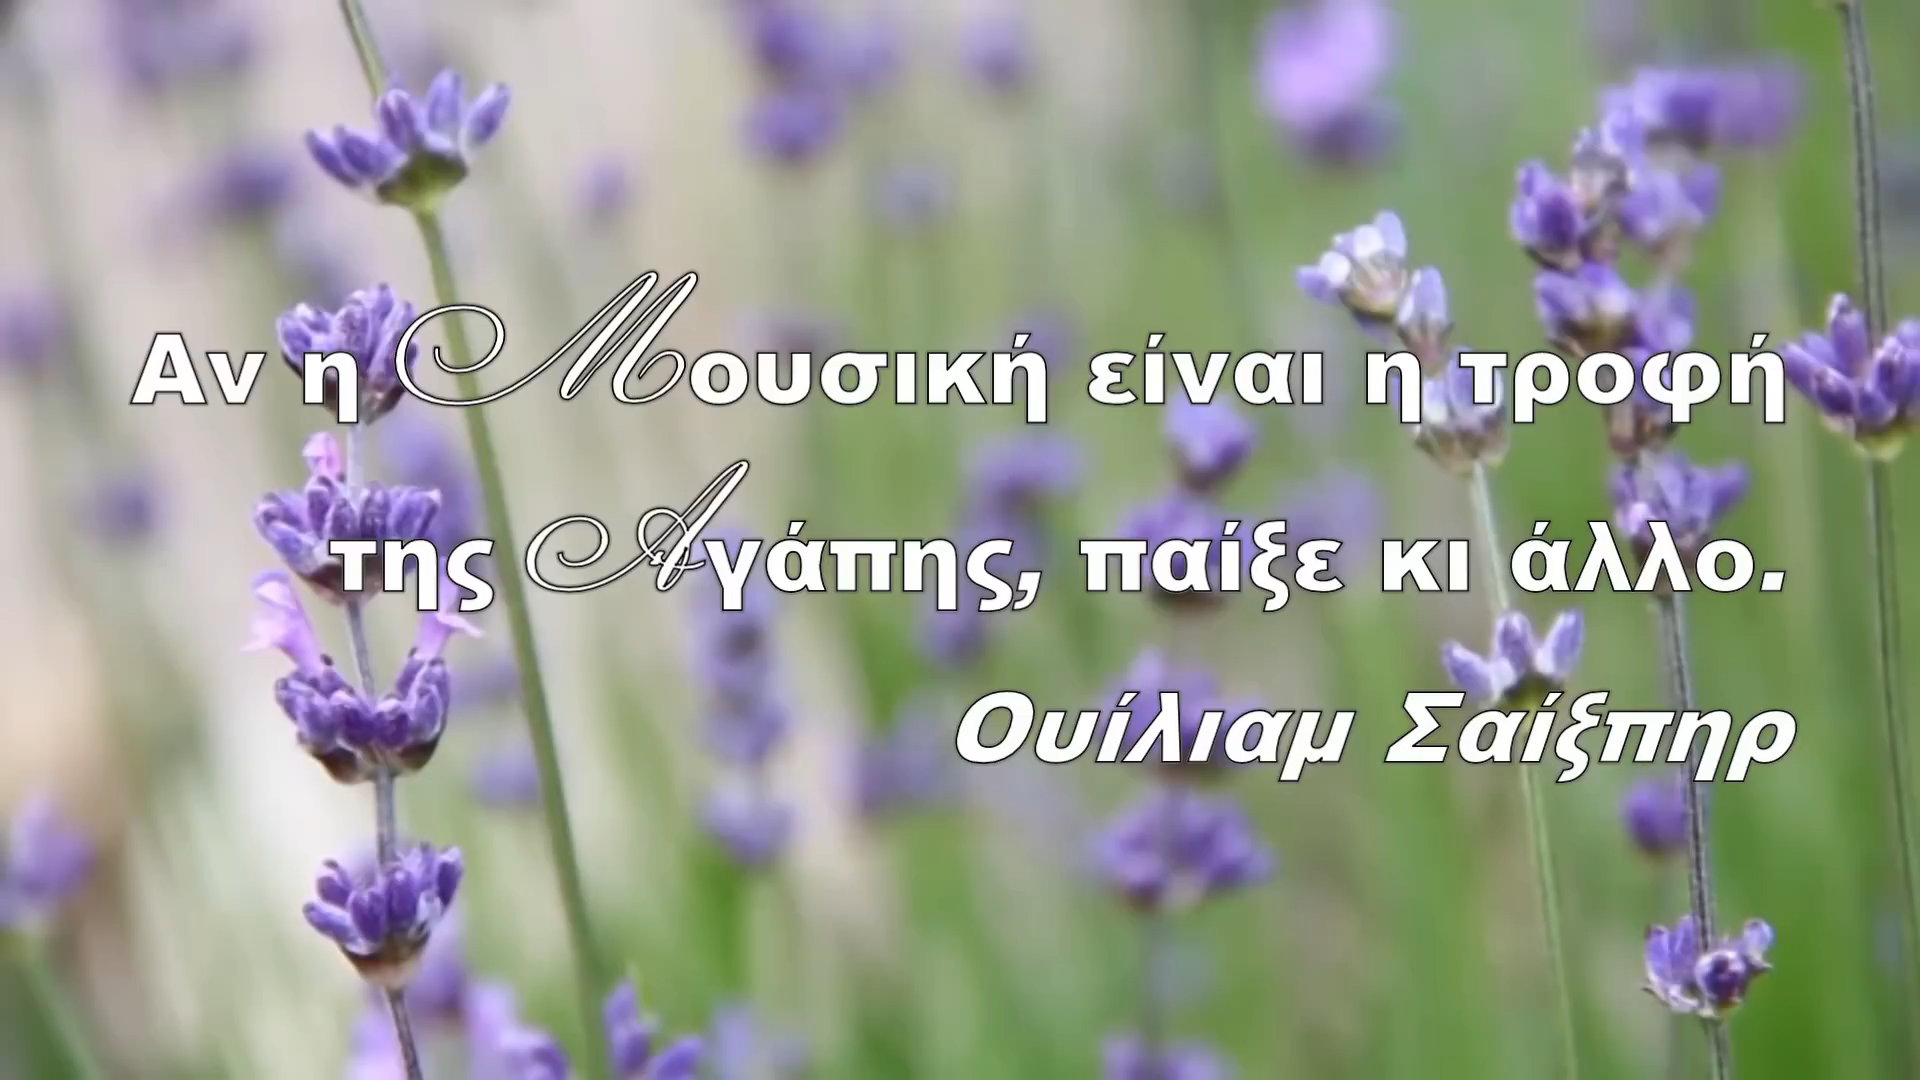 Αν η Μουσική είναι η τροφή
της Αγάπης, παίξε κι άλλο.
Ουίλιαμ Σαίξπηρ